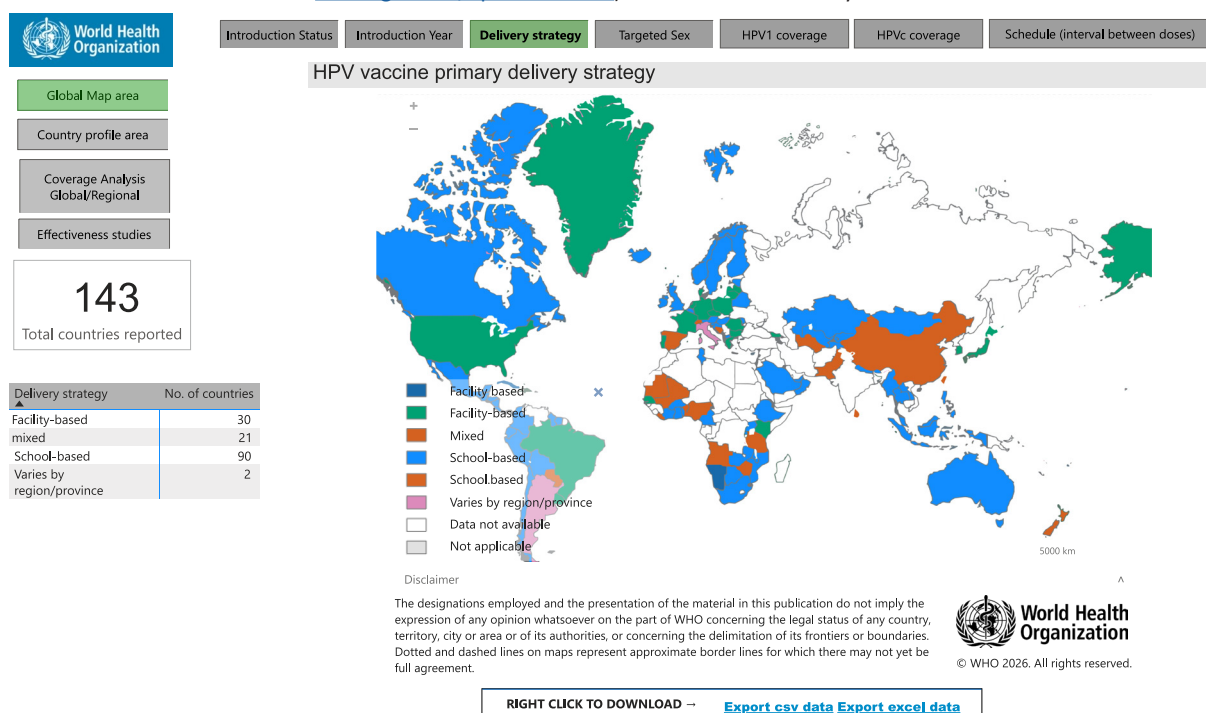 World Health
Organization
Introduction Status
Introduction Year
Delivery strategy
Targeted Sex
HPV1 coverage
HPVc coverage
Schedule (interval between doses)
HPV vaccine primary delivery strategy
Global Map area
Country profile area
Coverage Analysis
Global/Regional
Effectiveness studies
143
Total countries reported
Delivery strategy No. of countries
Facility-based 30
mixed 21
School-based 90
Varies by 2
region/province
+
−
Facility based
Facility-based
Mixed
School-based
School.based
Varies by region/province
Data not available
Not applicable
5000 km
Disclaimer
The designations employed and the presentation of the material in this publication do not imply the
expression of any opinion whatsoever on the part of WHO concerning the legal status of any country,
territory, city or area or of its authorities, or concerning the delimitation of its frontiers or boundaries.
Dotted and dashed lines on maps represent approximate border lines for which there may not yet be
full agreement.
World Health
Organization
© WHO 2026. All rights reserved.
RIGHT CLICK TO DOWNLOAD → Export csv data Export excel data